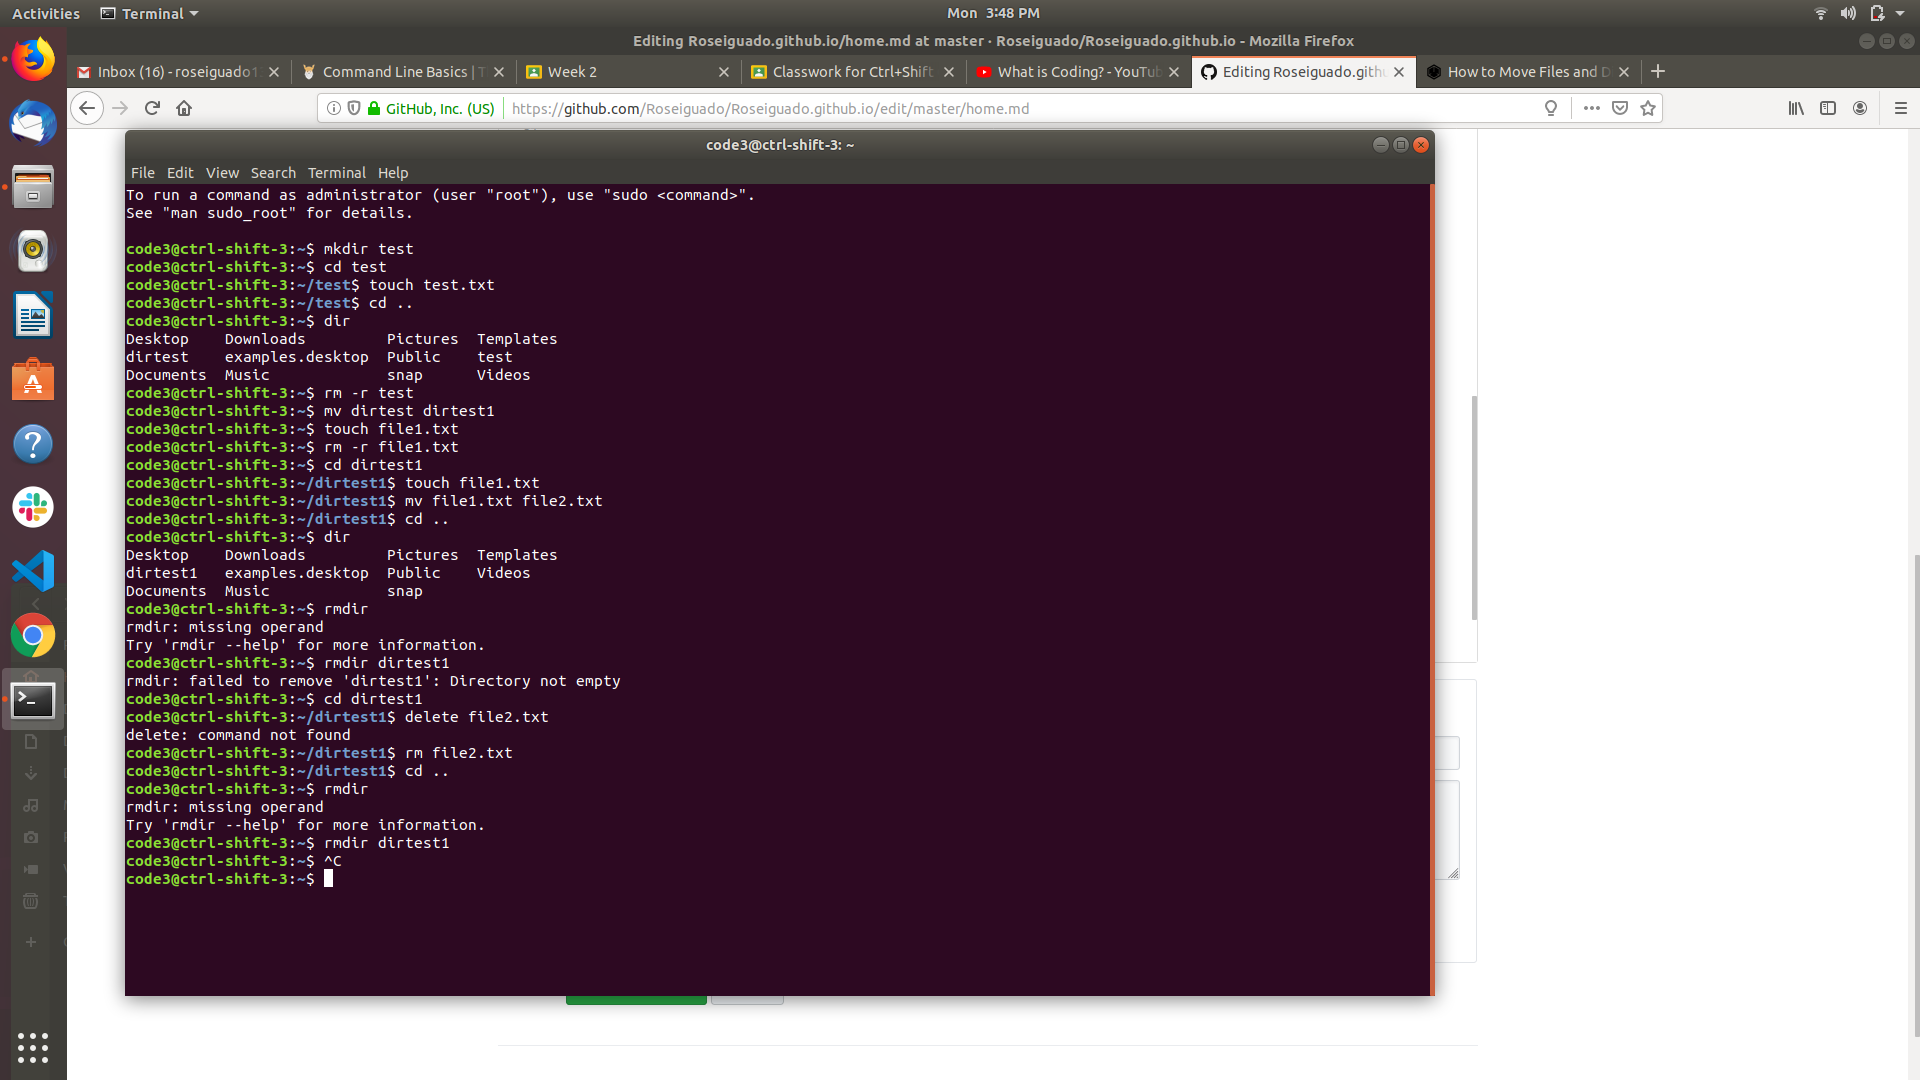 Activities Terminal Mon 3:48 PM
Editing Roseiguado.github.io/home.md at master · Roseiguado/Roseiguado.github.io - Mozilla Firefox
Inbox (16) - roseiguado1 Command Line Basics | T Week 2 Classwork for Ctrl+Shift What is Coding? - YouTub Editing Roseiguado.gith How to Move Files and D
GitHub, Inc. (US) https://github.com/Roseiguado/Roseiguado.github.io/edit/master/home.md
code3@ctrl-shift-3: ~
File Edit View Search Terminal Help
To run a command as administrator (user "root"), use "sudo <command>".
See "man sudo_root" for details.
code3@ctrl-shift-3:~$ mkdir test
code3@ctrl-shift-3:~$ cd test
code3@ctrl-shift-3:~/test$ touch test.txt
code3@ctrl-shift-3:~/test$ cd ..
code3@ctrl-shift-3:~$ dir
Desktop    Downloads         Pictures  Templates
dirtest    examples.desktop  Public    test
Documents  Music             snap      Videos
code3@ctrl-shift-3:~$ rm -r test
code3@ctrl-shift-3:~$ mv dirtest dirtest1
code3@ctrl-shift-3:~$ touch file1.txt
code3@ctrl-shift-3:~$ rm -r file1.txt
code3@ctrl-shift-3:~$ cd dirtest1
code3@ctrl-shift-3:~/dirtest1$ touch file1.txt
code3@ctrl-shift-3:~/dirtest1$ mv file1.txt file2.txt
code3@ctrl-shift-3:~/dirtest1$ cd ..
code3@ctrl-shift-3:~$ dir
Desktop    Downloads         Pictures  Templates
dirtest1   examples.desktop  Public    Videos
Documents  Music             snap
code3@ctrl-shift-3:~$ rmdir
rmdir: missing operand
Try 'rmdir --help' for more information.
code3@ctrl-shift-3:~$ rmdir dirtest1
rmdir: failed to remove 'dirtest1': Directory not empty
code3@ctrl-shift-3:~$ cd dirtest1
code3@ctrl-shift-3:~/dirtest1$ delete file2.txt
delete: command not found
code3@ctrl-shift-3:~/dirtest1$ rm file2.txt
code3@ctrl-shift-3:~/dirtest1$ cd ..
code3@ctrl-shift-3:~$ rmdir
rmdir: missing operand
Try 'rmdir --help' for more information.
code3@ctrl-shift-3:~$ rmdir dirtest1
code3@ctrl-shift-3:~$ ^C
code3@ctrl-shift-3:~$